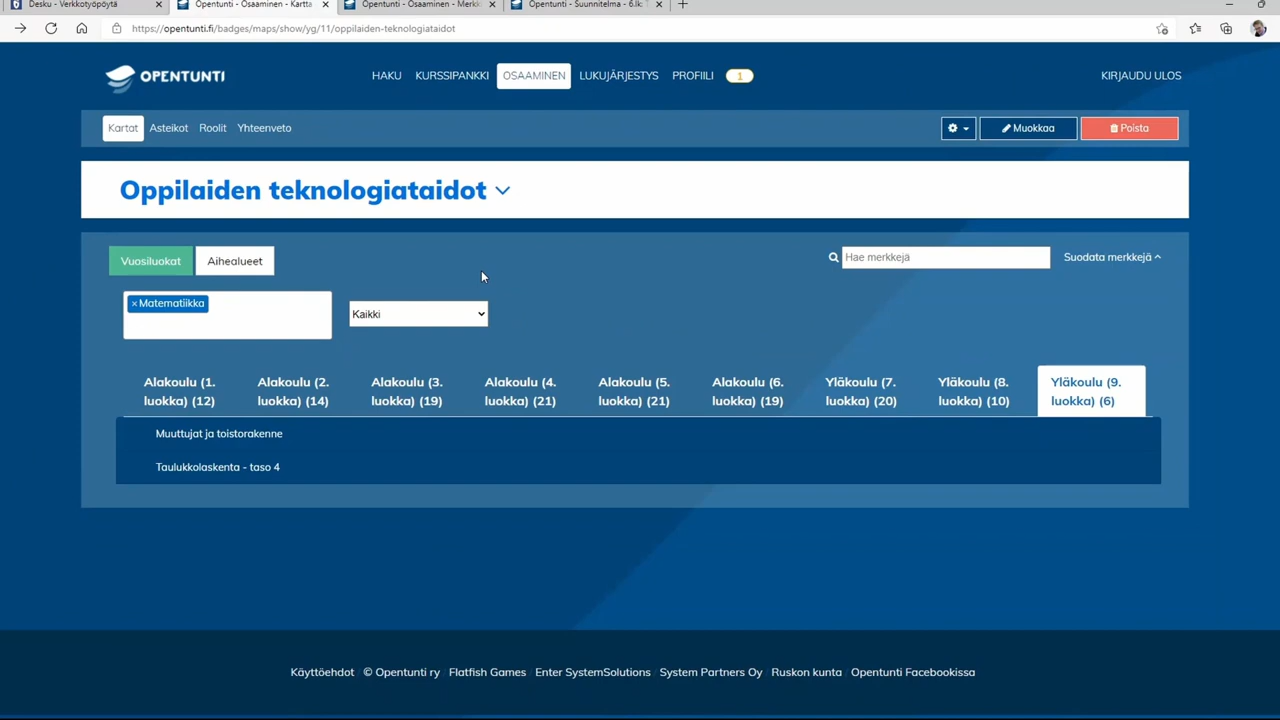 Desku - Verkkotyöpöytä
Opentunti - Osaaminen - Kartta
Opentunti - Osaaminen - Merkk
Opentunti - Suunnitelma - 6.lk: T
https://opentunti.fi/badges/maps/show/yg/11/oppilaiden-teknologiataidot
OPENTUNTI
HAKU KURSSIPANKKI OSAAMINEN LUKUJÄRJESTYS PROFIILI 1
KIRJAUDU ULOS
Kartat Asteikot Roolit Yhteenveto
Muokkaa
Poista
Oppilaiden teknologiataidot
Vuosiluokat
Aihealueet
Hae merkkejä
Suodata merkkejä
× Matematiikka
Kaikki
Alakoulu (1. luokka) (12)
Alakoulu (2. luokka) (14)
Alakoulu (3. luokka) (19)
Alakoulu (4. luokka) (21)
Alakoulu (5. luokka) (21)
Alakoulu (6. luokka) (19)
Yläkoulu (7. luokka) (20)
Yläkoulu (8. luokka) (10)
Yläkoulu (9. luokka) (6)
Muuttujat ja toistorakenne
Taulukkolaskenta - taso 4
Käyttöehdot © Opentunti ry Flatfish Games Enter SystemSolutions System Partners Oy Ruskon kunta Opentunti Facebookissa